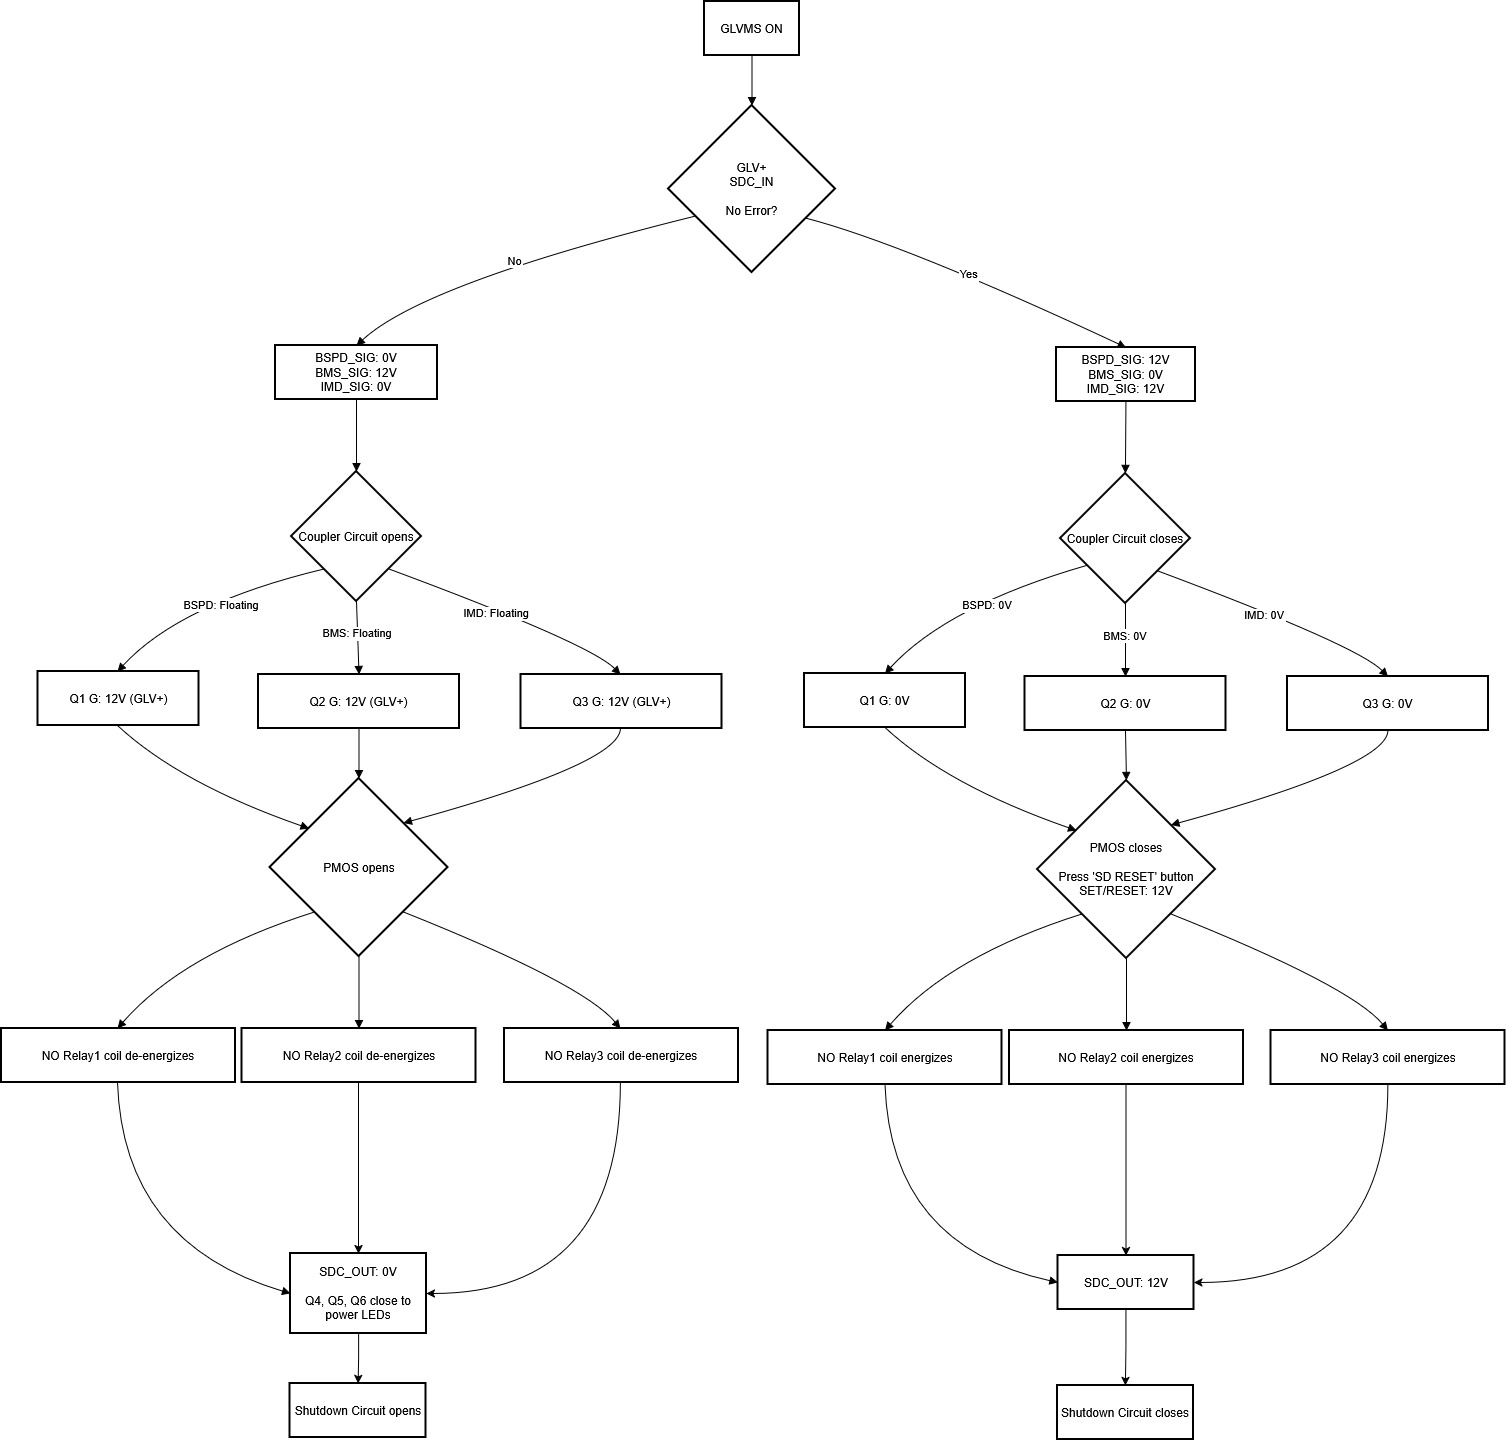 GLVMS ON
GLV+
SDC_IN
No Error?
No
Yes
BSPD_SIG: 0V
BMS_SIG: 12V
IMD_SIG: 0V
BSPD_SIG: 12V
BMS_SIG: 0V
IMD_SIG: 12V
Coupler Circuit opens
Coupler Circuit closes
BSPD: Floating
BMS: Floating
IMD: Floating
BSPD: 0V
BMS: 0V
IMD: 0V
Q1 G: 12V (GLV+)
Q2 G: 12V (GLV+)
Q3 G: 12V (GLV+)
Q1 G: 0V
Q2 G: 0V
Q3 G: 0V
PMOS opens
PMOS closes
Press 'SD RESET' button
SET/RESET: 12V
NO Relay1 coil de-energizes
NO Relay2 coil de-energizes
NO Relay3 coil de-energizes
NO Relay1 coil energizes
NO Relay2 coil energizes
NO Relay3 coil energizes
SDC_OUT: 0V
Q4, Q5, Q6 close to
power LEDs
SDC_OUT: 12V
Shutdown Circuit opens
Shutdown Circuit closes